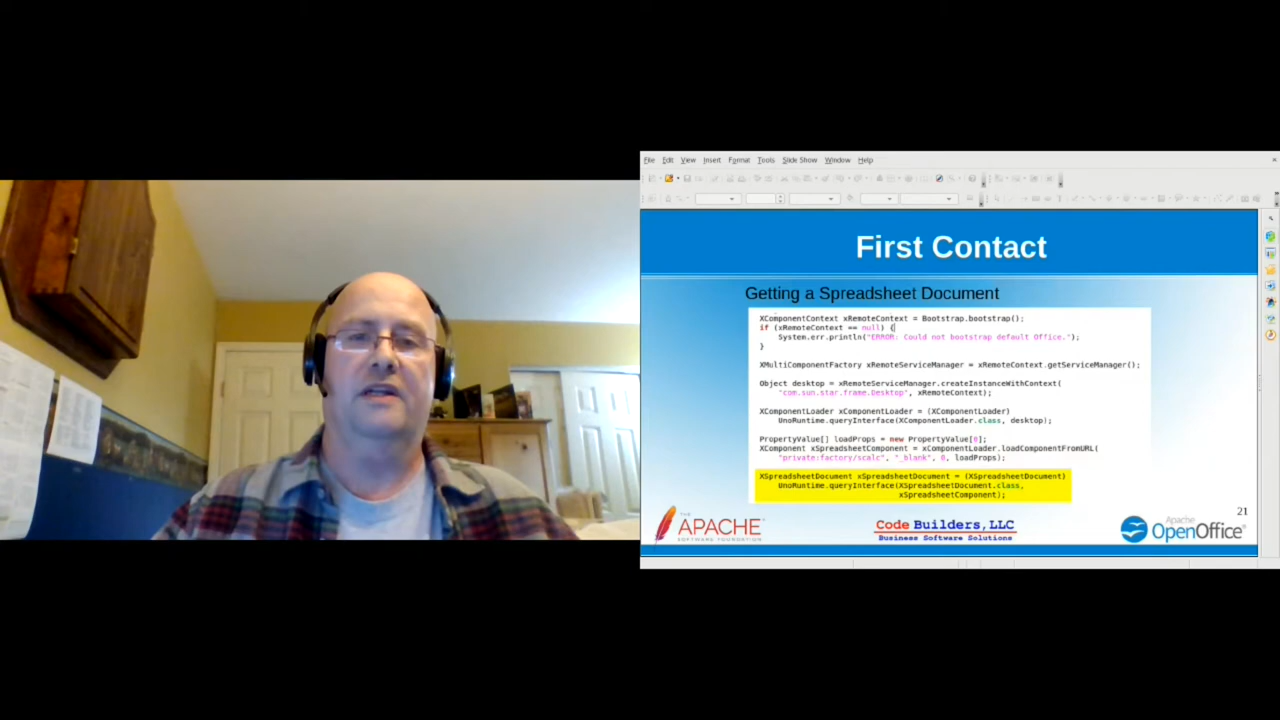 File Edit View Insert Format Tools Slide Show Window Help
First Contact
Getting a Spreadsheet Document
XComponentContext xRemoteContext = Bootstrap.bootstrap();
if (xRemoteContext == null) {
System.err.println("ERROR: Could not bootstrap default Office.");
}
XMultiComponentFactory xRemoteServiceManager = xRemoteContext.getServiceManager();
Object desktop = xRemoteServiceManager.createInstanceWithContext(
"com.sun.star.frame.Desktop", xRemoteContext);
XComponentLoader xComponentLoader = (XComponentLoader)
UnoRuntime.queryInterface(XComponentLoader.class, desktop);
PropertyValue[] loadProps = new PropertyValue[0];
XComponent xSpreadsheetComponent = xComponentLoader.loadComponentFromURL(
"private:factory/scalc", "_blank", 0, loadProps);
XSpreadsheetDocument xSpreadsheetDocument = (XSpreadsheetDocument)
UnoRuntime.queryInterface(XSpreadsheetDocument.class,
xSpreadsheetComponent);
21
THE
APACHE
SOFTWARE FOUNDATION
Code Builders, LLC
Business Software Solutions
Apache
OpenOffice